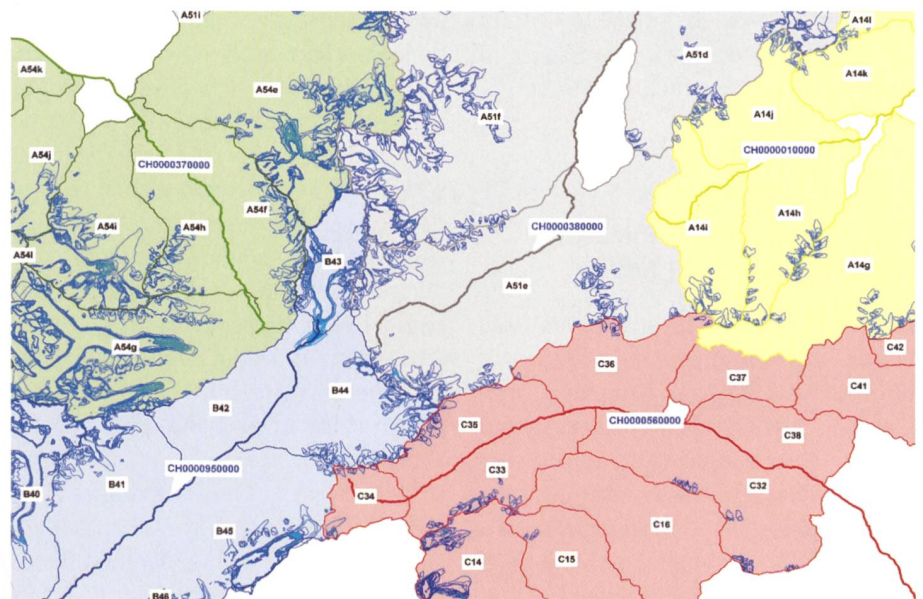 A51i
A14l
A54k
A51d
A14k
A54e
A51f
A14j
A54j
CH0000370000
CH0000010000
A54f
A54i
A54h
A14i
A14h
A54l
CH0000380000
B43
A14g
A51e
A54g
C42
C36
C37
C41
B44
B42
C35
CH0000560000
C38
CH0000950000
C33
B41
C32
B40
C34
C16
B45
C14
C15
B46